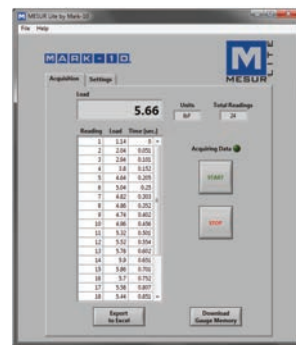 MESUR Lite by Mark-10
File Help
MARK-10
M
LITE
MESUR
Acquisition Settings
Load
5.66
Units
lbF
Total Readings
24
Reading Load Time [sec.]
1 1.14 0
2 2.04 0.051
3 2.94 0.101
4 3.8 0.152
5 4.64 0.205
6 5.04 0.25
7 4.82 0.303
8 4.86 0.352
9 4.74 0.402
10 4.96 0.456
11 5.32 0.501
12 5.52 0.554
13 5.76 0.602
14 5.9 0.651
15 5.86 0.701
16 5.7 0.752
17 5.56 0.807
18 5.44 0.851
Acquiring Data
START
STOP
Export
to Excel
Download
Gauge Memory